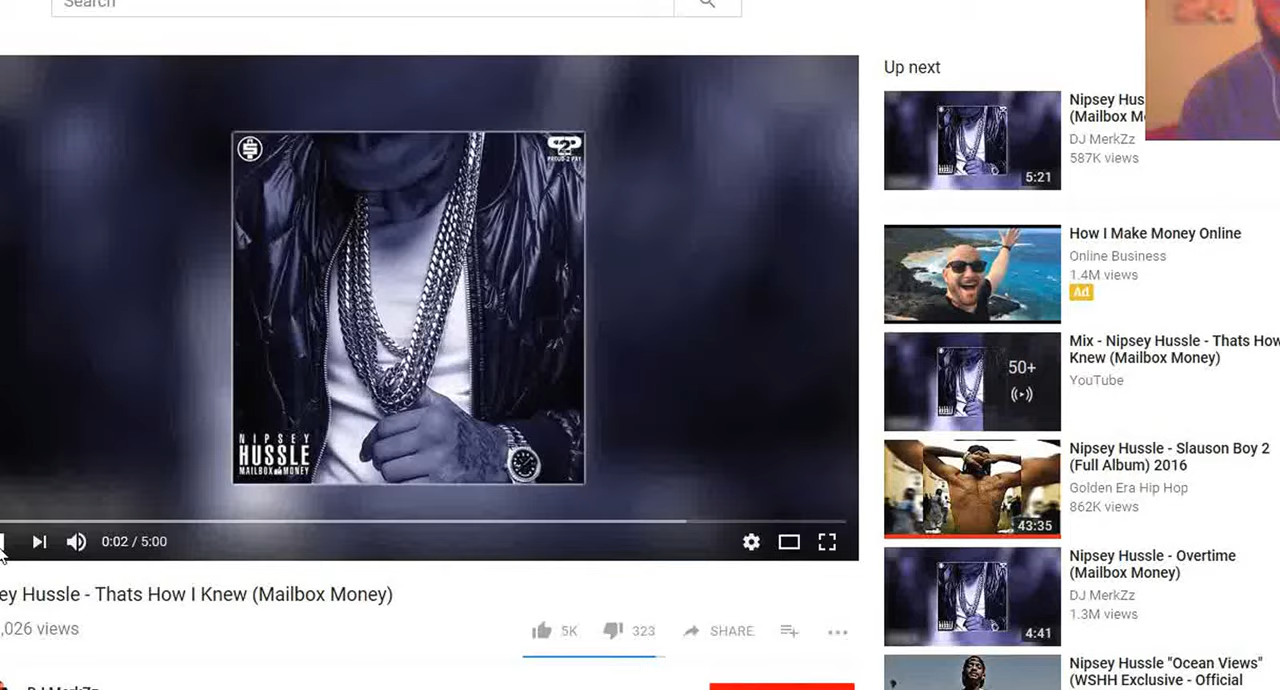 Search
Up next
PROUD 2 PAY
NIPSEY
HUSSLE
MAILBOX MONEY
0:02 / 5:00
ey Hussle - Thats How I Knew (Mailbox Money)
,026 views
5K
323
SHARE
DJ MerkZz
Nipsey Hus
(Mailbox M
DJ MerkZz
587K views
5:21
How I Make Money Online
Online Business
1.4M views
Ad
Mix - Nipsey Hussle - Thats How
Knew (Mailbox Money)
YouTube
50+
Nipsey Hussle - Slauson Boy 2
(Full Album) 2016
Golden Era Hip Hop
862K views
43:35
Nipsey Hussle - Overtime
(Mailbox Money)
DJ MerkZz
1.3M views
4:41
Nipsey Hussle "Ocean Views"
(WSHH Exclusive - Official